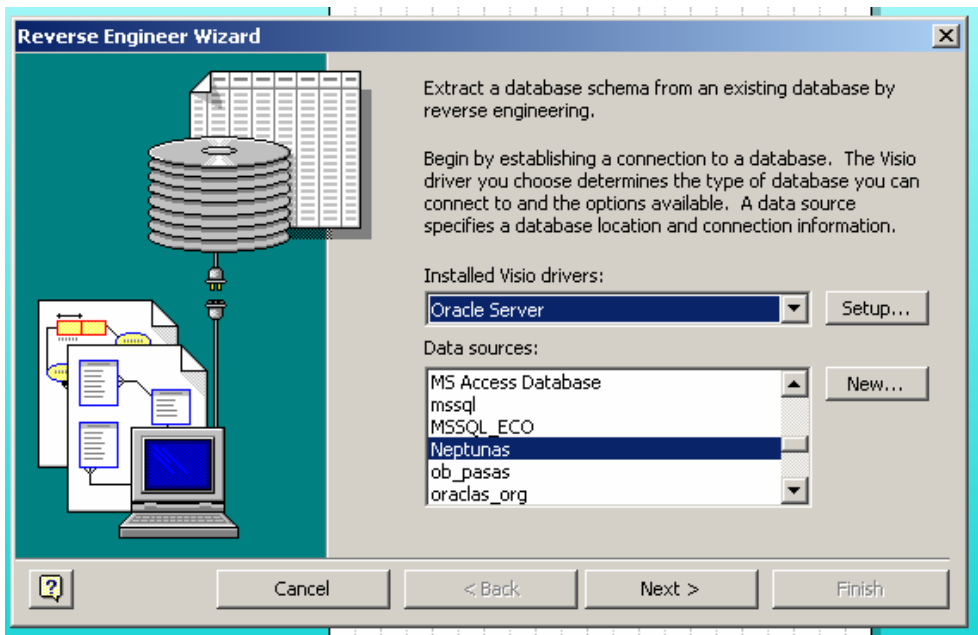 Reverse Engineer Wizard
Extract a database schema from an existing database by
reverse engineering.
Begin by establishing a connection to a database. The Visio
driver you choose determines the type of database you can
connect to and the options available. A data source
specifies a database location and connection information.
Installed Visio drivers:
Oracle Server
Setup...
Data sources:
MS Access Database
New...
mssql
MSSQL_ECO
Neptunas
ob_pasas
oraclas_org
?
Cancel
< Back
Next >
Finish